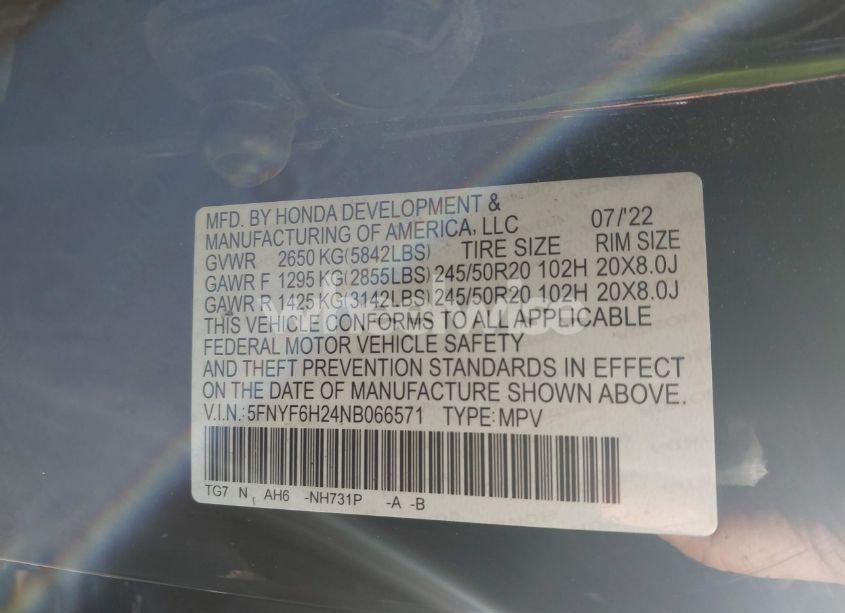 MFD. BY HONDA DEVELOPMENT & 07/'22
MANUFACTURING OF AMERICA, LLC
GVWR 2650 KG(5842LBS) TIRE SIZE RIM SIZE
GAWR F 1295 KG(2855LBS) 245/50R20 102H 20X8.0J
GAWR R 1425 KG(3142LBS) 245/50R20 102H 20X8.0J
THIS VEHICLE CONFORMS TO ALL APPLICABLE
FEDERAL MOTOR VEHICLE SAFETY
AND THEFT PREVENTION STANDARDS IN EFFECT
ON THE DATE OF MANUFACTURE SHOWN ABOVE.
V.I.N.: 5FNYF6H24NB066571 TYPE: MPV
TG7 N AH6 -NH731P -A -B